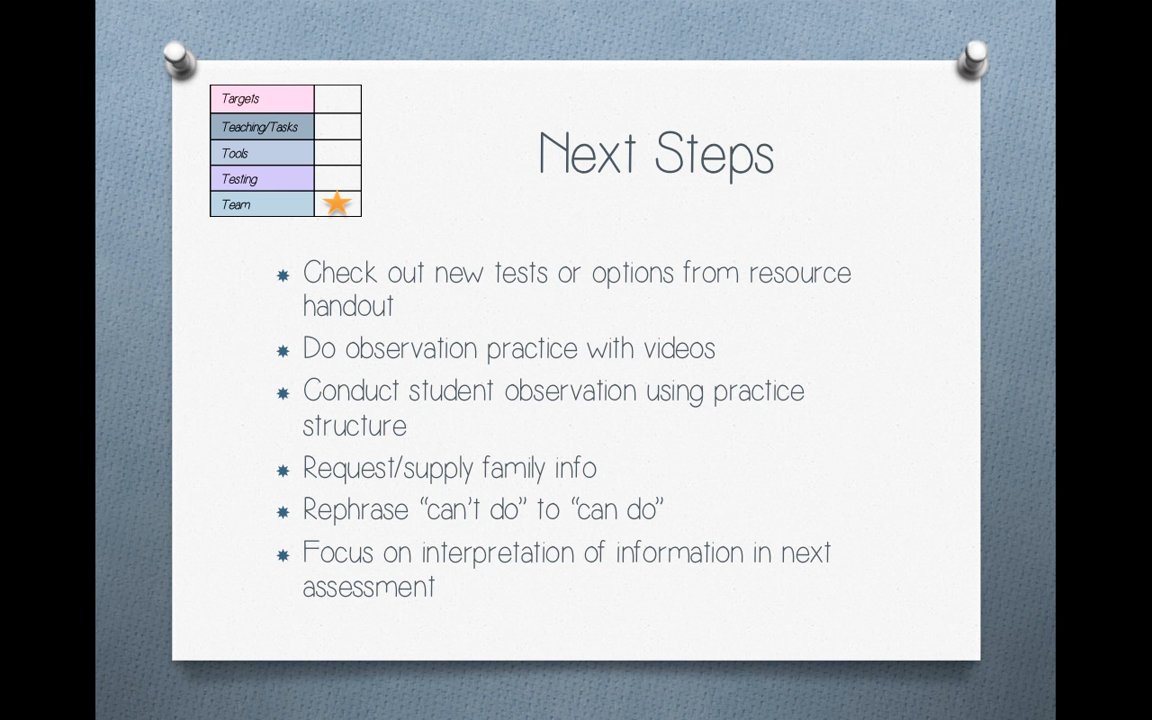 Targets
Teaching/Tasks
Tools
Testing
Team
Next Steps
Check out new tests or options from resource
handout
Do observation practice with videos
Conduct student observation using practice
structure
Request/supply family info
Rephrase “can’t do” to “can do”
Focus on interpretation of information in next
assessment